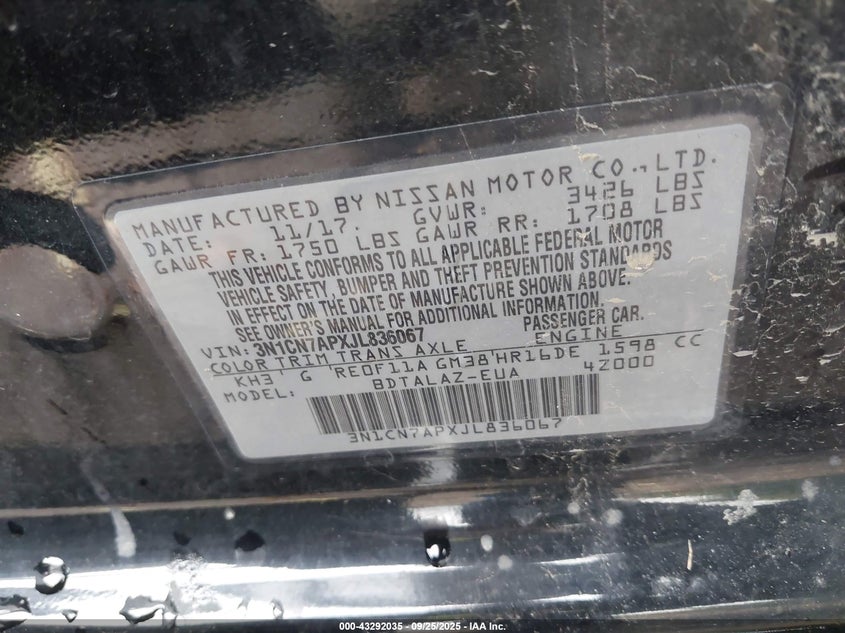 MANUFACTURED BY NISSAN MOTOR CO., LTD.
DATE: 11/17. GVWR: 3426 LBS
GAWR FR: 1750 LBS GAWR RR: 1708 LBS
THIS VEHICLE CONFORMS TO ALL APPLICABLE FEDERAL MOTOR
VEHICLE SAFETY, BUMPER AND THEFT PREVENTION STANDARDS
IN EFFECT ON THE DATE OF MANUFACTURE SHOWN ABOVE.
SEE OWNER'S MANUAL FOR ADDITIONAL INFORMATION.
VIN: 3N1CN7APXJL836067 PASSENGER CAR.
COLOR TRIM TRANS AXLE ENGINE
KH3 G RE0F11A GM38 HR16DE 1598 CC
MODEL: BDTALAZ-EUA 4Z000
3N1CN7APXJL836067
000-43292035 - 09/25/2025 - IAA Inc.